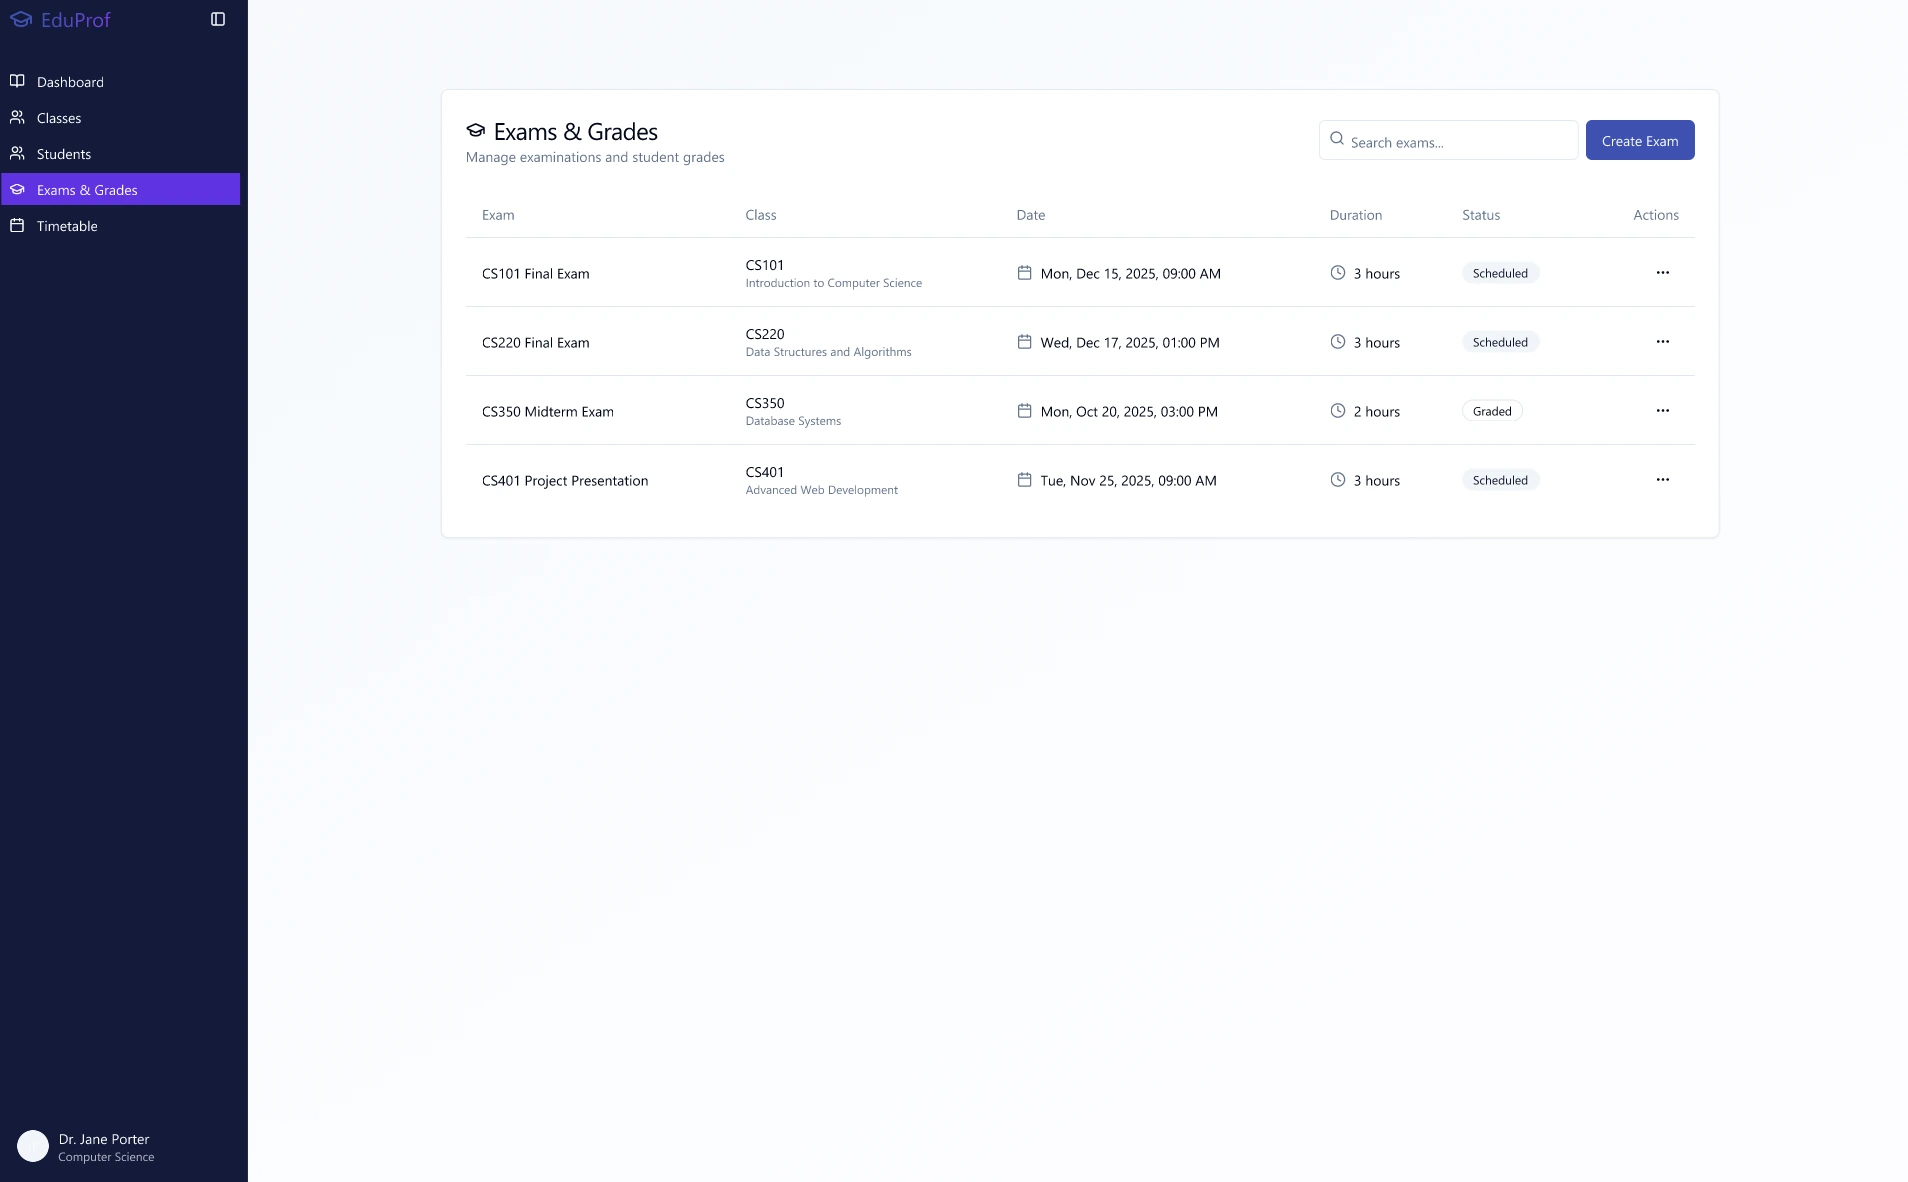 EduProf
Dashboard
Classes
Students
Exams & Grades
Timetable
Dr. Jane Porter
Computer Science
Exams & Grades
Manage examinations and student grades
Search exams...
Create Exam
Exam Class Date Duration Status Actions
CS101 Final Exam CS101 Mon, Dec 15, 2025, 09:00 AM 3 hours Scheduled
Introduction to Computer Science
CS220 Final Exam CS220 Wed, Dec 17, 2025, 01:00 PM 3 hours Scheduled
Data Structures and Algorithms
CS350 Midterm Exam CS350 Mon, Oct 20, 2025, 03:00 PM 2 hours Graded
Database Systems
CS401 Project Presentation CS401 Tue, Nov 25, 2025, 09:00 AM 3 hours Scheduled
Advanced Web Development